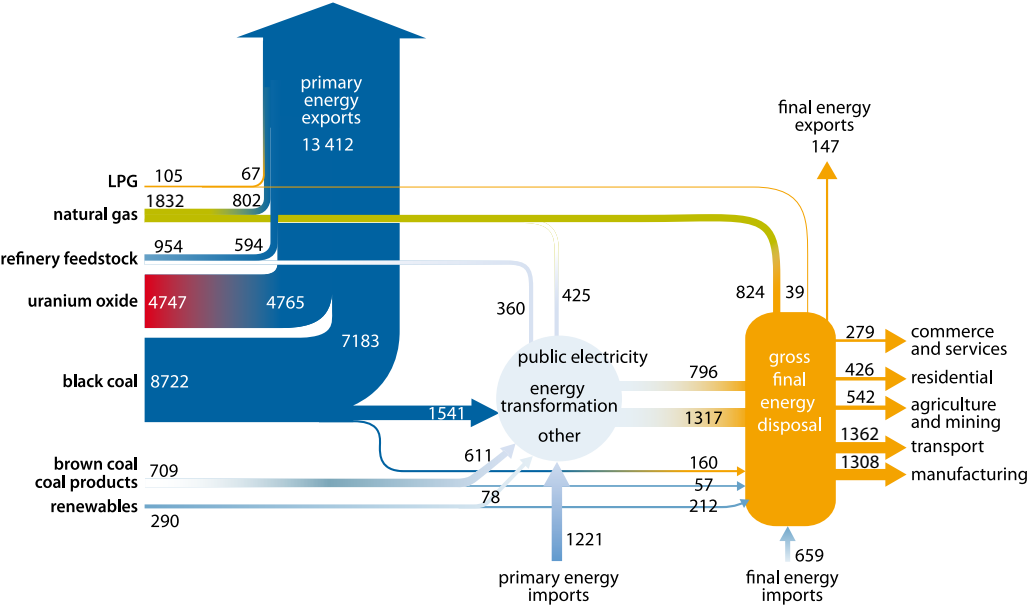 primary
energy
exports
13 412
final energy
exports
147
LPG
105
67
natural gas
1832
802
refinery feedstock
954
594
uranium oxide
4747
4765
360
425
824
39
7183
black coal
8722
1541
public electricity
energy
transformation
other
796
1317
gross
final
energy
disposal
279
commerce
and services
426
residential
542
agriculture
and mining
1362
transport
1308
manufacturing
brown coal
coal products
709
611
160
57
renewables
290
78
212
1221
primary energy
imports
659
final energy
imports